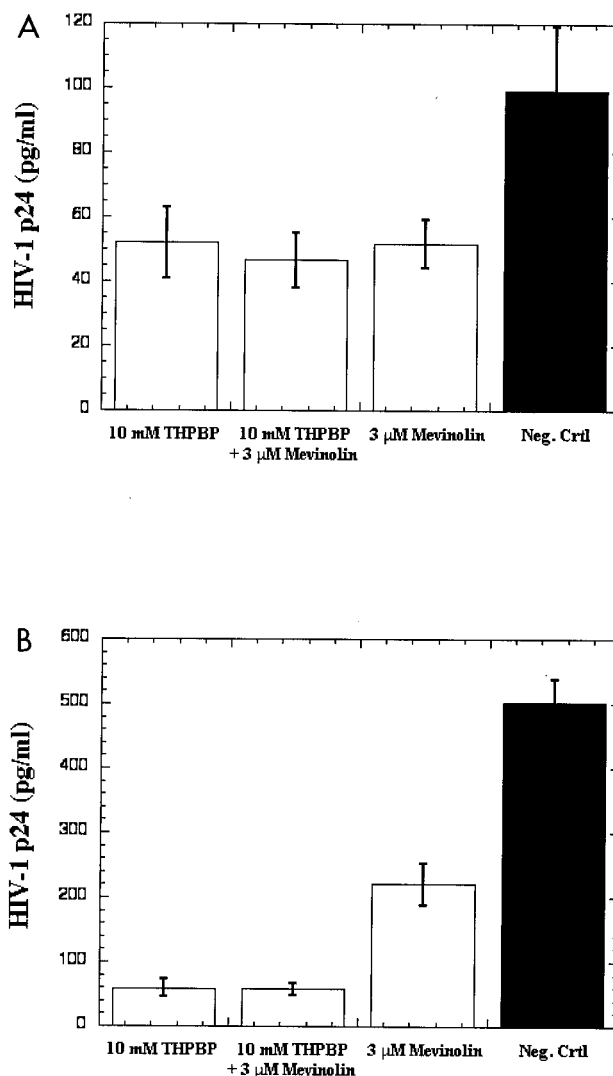 A
HIV-1 p24 (pg/ml)
120
100
80
60
40
20
0
10 mM THPBP
10 mM THPBP
+ 3 µM Mevinolin
3 µM Mevinolin
Neg. Crtl
B
HIV-1 p24 (pg/ml)
600
500
400
300
200
100
0
10 mM THPBP
10 mM THPBP
+ 3 µM Mevinolin
3 µM Mevinolin
Neg. Crtl